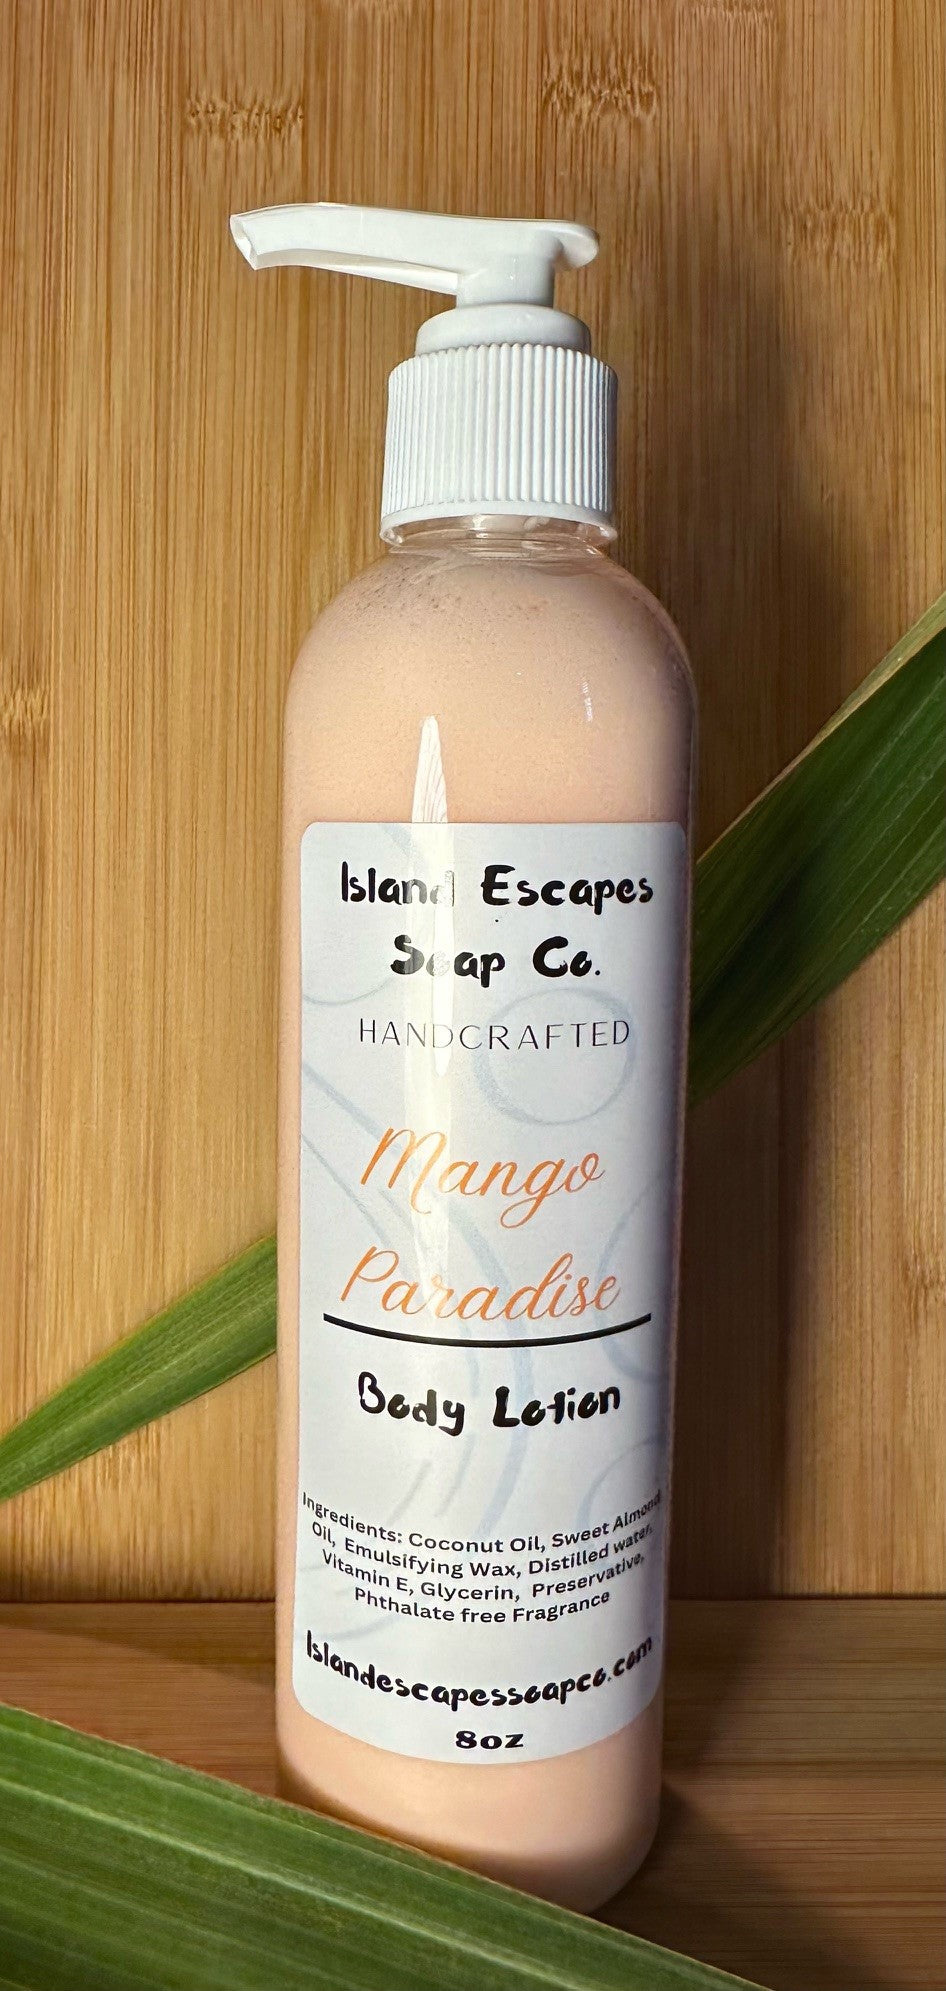 Island Escapes
Soap Co.
HANDCRAFTED
Mango
Paradise
Body Lotion
Ingredients: Coconut Oil, Sweet Almond
Oil, Emulsifying Wax, Distilled water,
Vitamin E, Glycerin, Preservative,
Phthalate free Fragrance
Islandescapessoapco.com
8oz